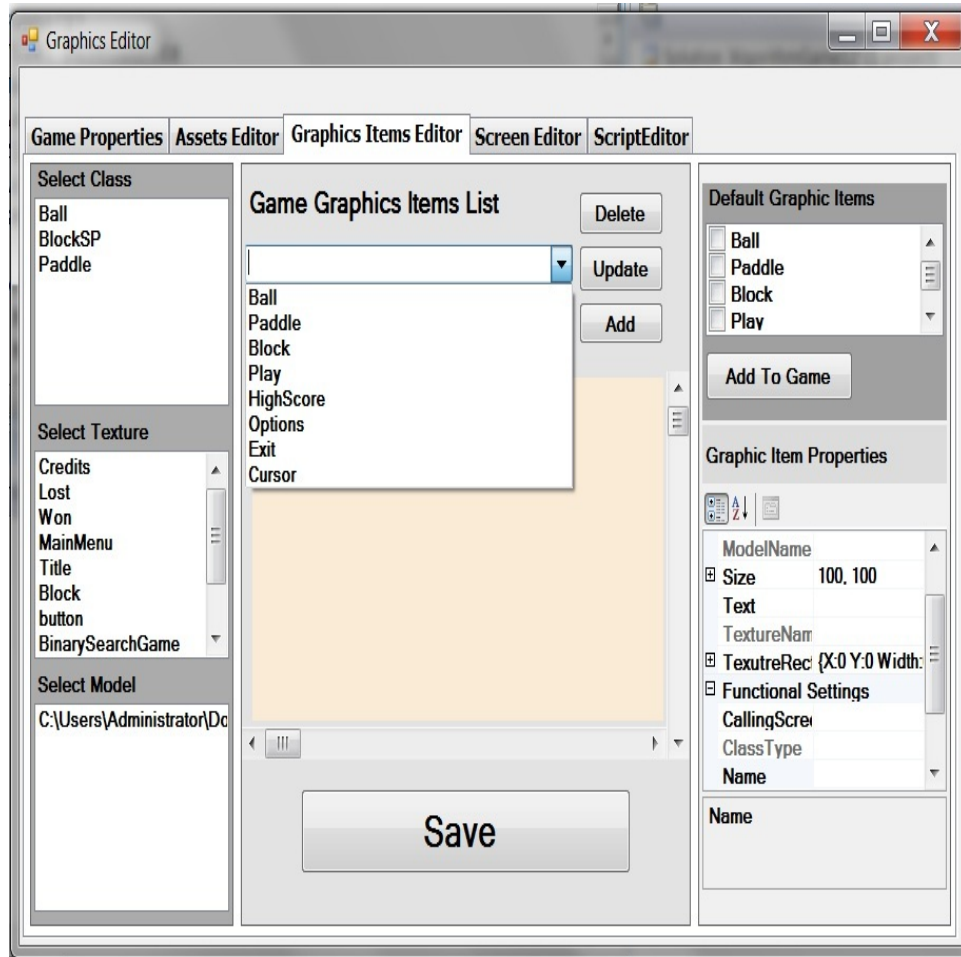 Graphics Editor
X
Game Properties Assets Editor Graphics Items Editor Screen Editor ScriptEditor
Select Class
Ball
BlockSP
Paddle
Select Texture
Credits
Lost
Won
MainMenu
Title
Block
button
BinarySearchGame
Select Model
C:\Users\Administrator\Do
Game Graphics Items List
Delete
Update
Add
Ball
Paddle
Block
Play
HighScore
Options
Exit
Cursor
Save
Default Graphic Items
Ball
Paddle
Block
Play
Add To Game
Graphic Item Properties
A
Z
ModelName
Size 100, 100
Text
TextureNam
TexutreRect {X:0 Y:0 Width:
Functional Settings
CallingScree
ClassType
Name
Name